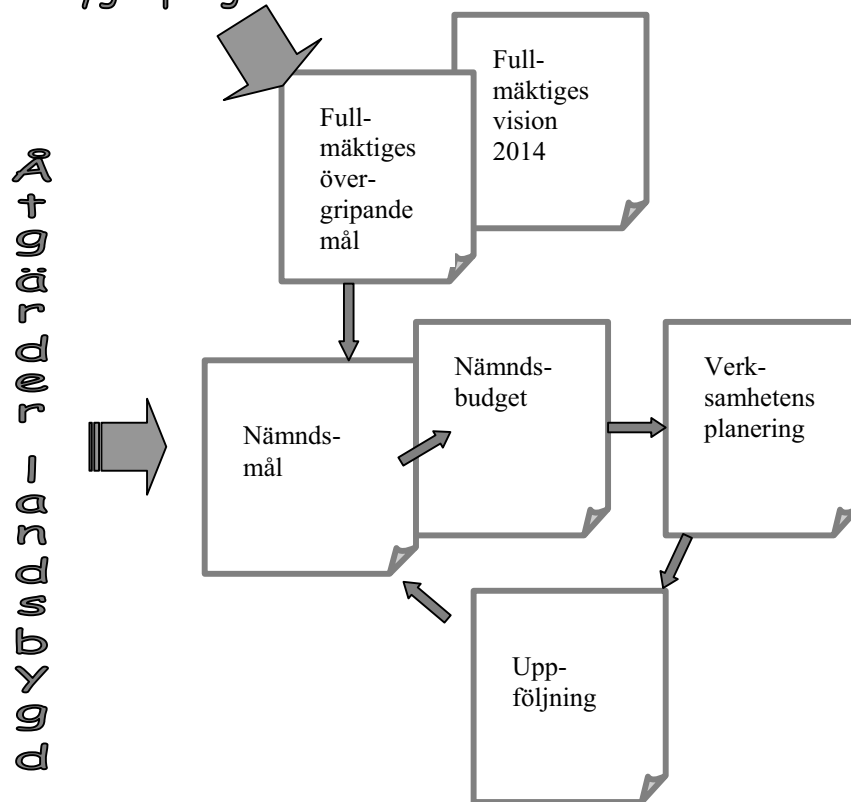 Full-
mäktiges
vision
2014
Full-
mäktiges
över-
gripande
mål
Åtgärder landsbygd
Nämnds-
mål
Nämnds-
budget
Verk-
samhetens
planering
Upp-
följning